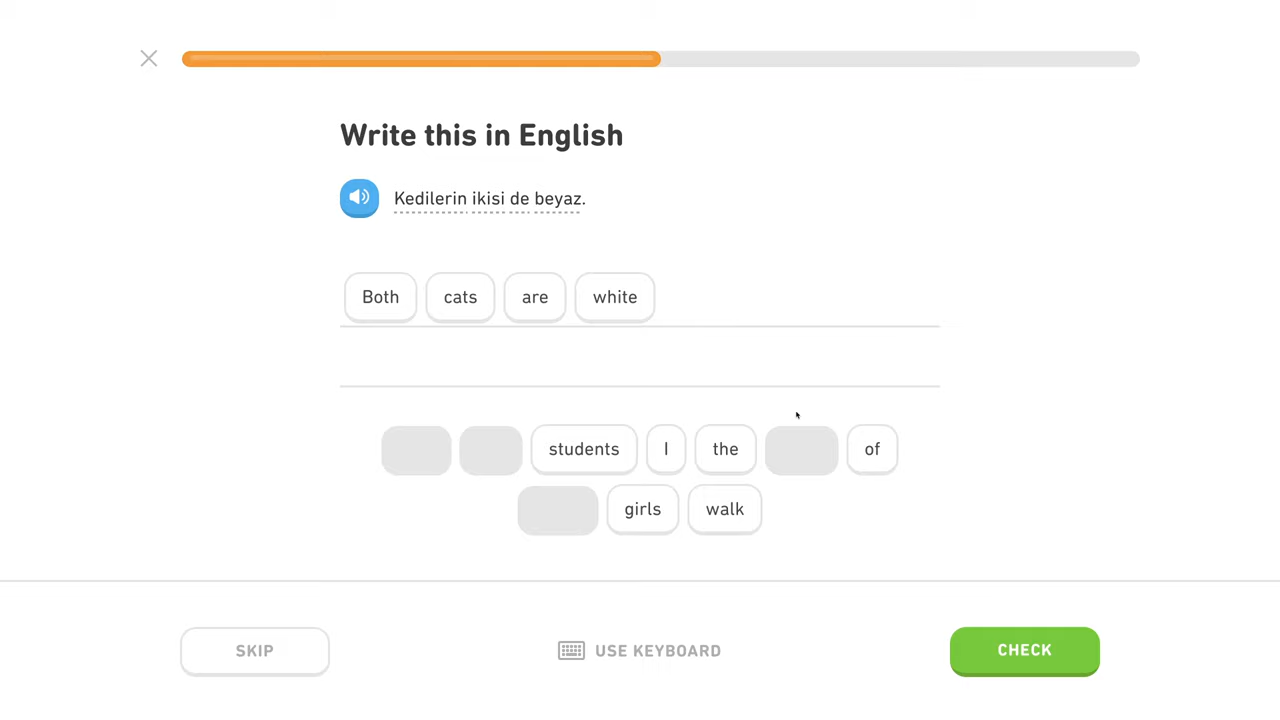 Write this in English
Kedilerin ikisi de beyaz.
Both cats are white
students I the of
girls walk
SKIP USE KEYBOARD CHECK